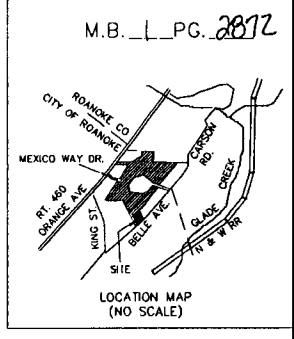 M.B. 1 PG. 2872
ROANOKE CO
CITY OF ROANOKE
MEXICO WAY DR.
RT. 460
ORANGE AVE
KING ST.
BELLE AVE.
CARSON RD.
GLADE CREEK
N & W RR
SITE
LOCATION MAP
(NO SCALE)